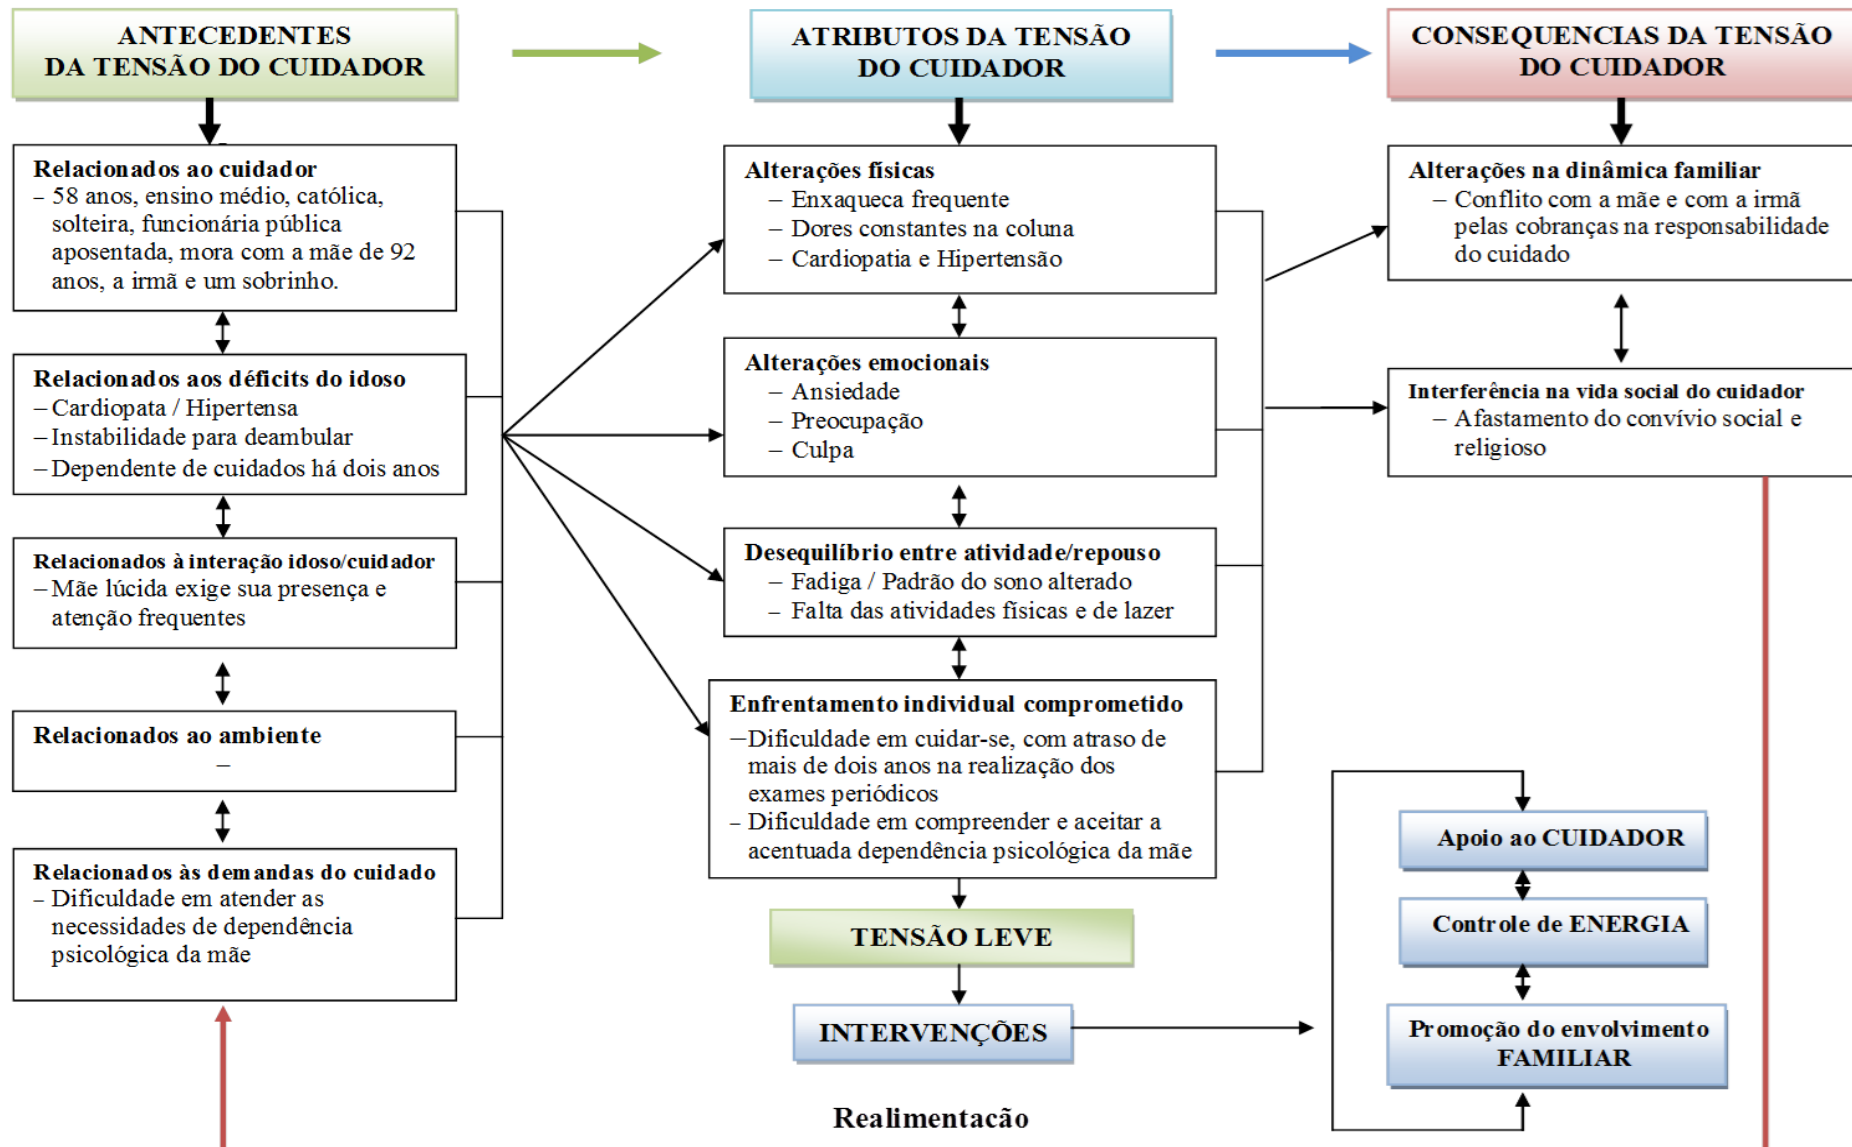 ANTECEDENTES
DA TENSÃO DO CUIDADOR
ATRIBUTOS DA TENSÃO
DO CUIDADOR
CONSEQUENCIAS DA TENSÃO
DO CUIDADOR
Relacionados ao cuidador
– 58 anos, ensino médio, católica,
solteira, funcionária pública
aposentada, mora com a mãe de 92
anos, a irmã e um sobrinho.
Relacionados aos déficits do idoso
– Cardiopata / Hipertensa
– Instabilidade para deambular
– Dependente de cuidados há dois anos
Relacionados à interação idoso/cuidador
– Mãe lúcida exige sua presença e
atenção frequentes
Relacionados ao ambiente
–
Relacionados às demandas do cuidado
– Dificuldade em atender as
necessidades de dependência
psicológica da mãe
Alterações físicas
– Enxaqueca frequente
– Dores constantes na coluna
– Cardiopatia e Hipertensão
Alterações emocionais
– Ansiedade
– Preocupação
– Culpa
Desequilíbrio entre atividade/repouso
– Fadiga / Padrão do sono alterado
– Falta das atividades físicas e de lazer
Enfrentamento individual comprometido
– Dificuldade em cuidar-se, com atraso de
mais de dois anos na realização dos
exames periódicos
– Dificuldade em compreender e aceitar a
acentuada dependência psicológica da mãe
TENSÃO LEVE
INTERVENÇÕES
Alterações na dinâmica familiar
– Conflito com a mãe e com a irmã
pelas cobranças na responsabilidade
do cuidado
Interferência na vida social do cuidador
– Afastamento do convívio social e
religioso
Apoio ao CUIDADOR
Controle de ENERGIA
Promoção do envolvimento
FAMILIAR
Realimentacão